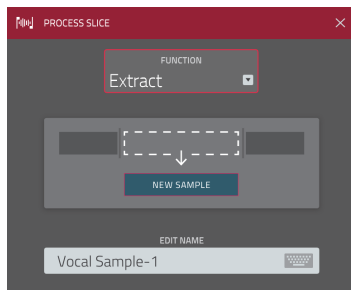 PROCESS SLICE
FUNCTION
Extract
NEW SAMPLE
EDIT NAME
Vocal Sample-1